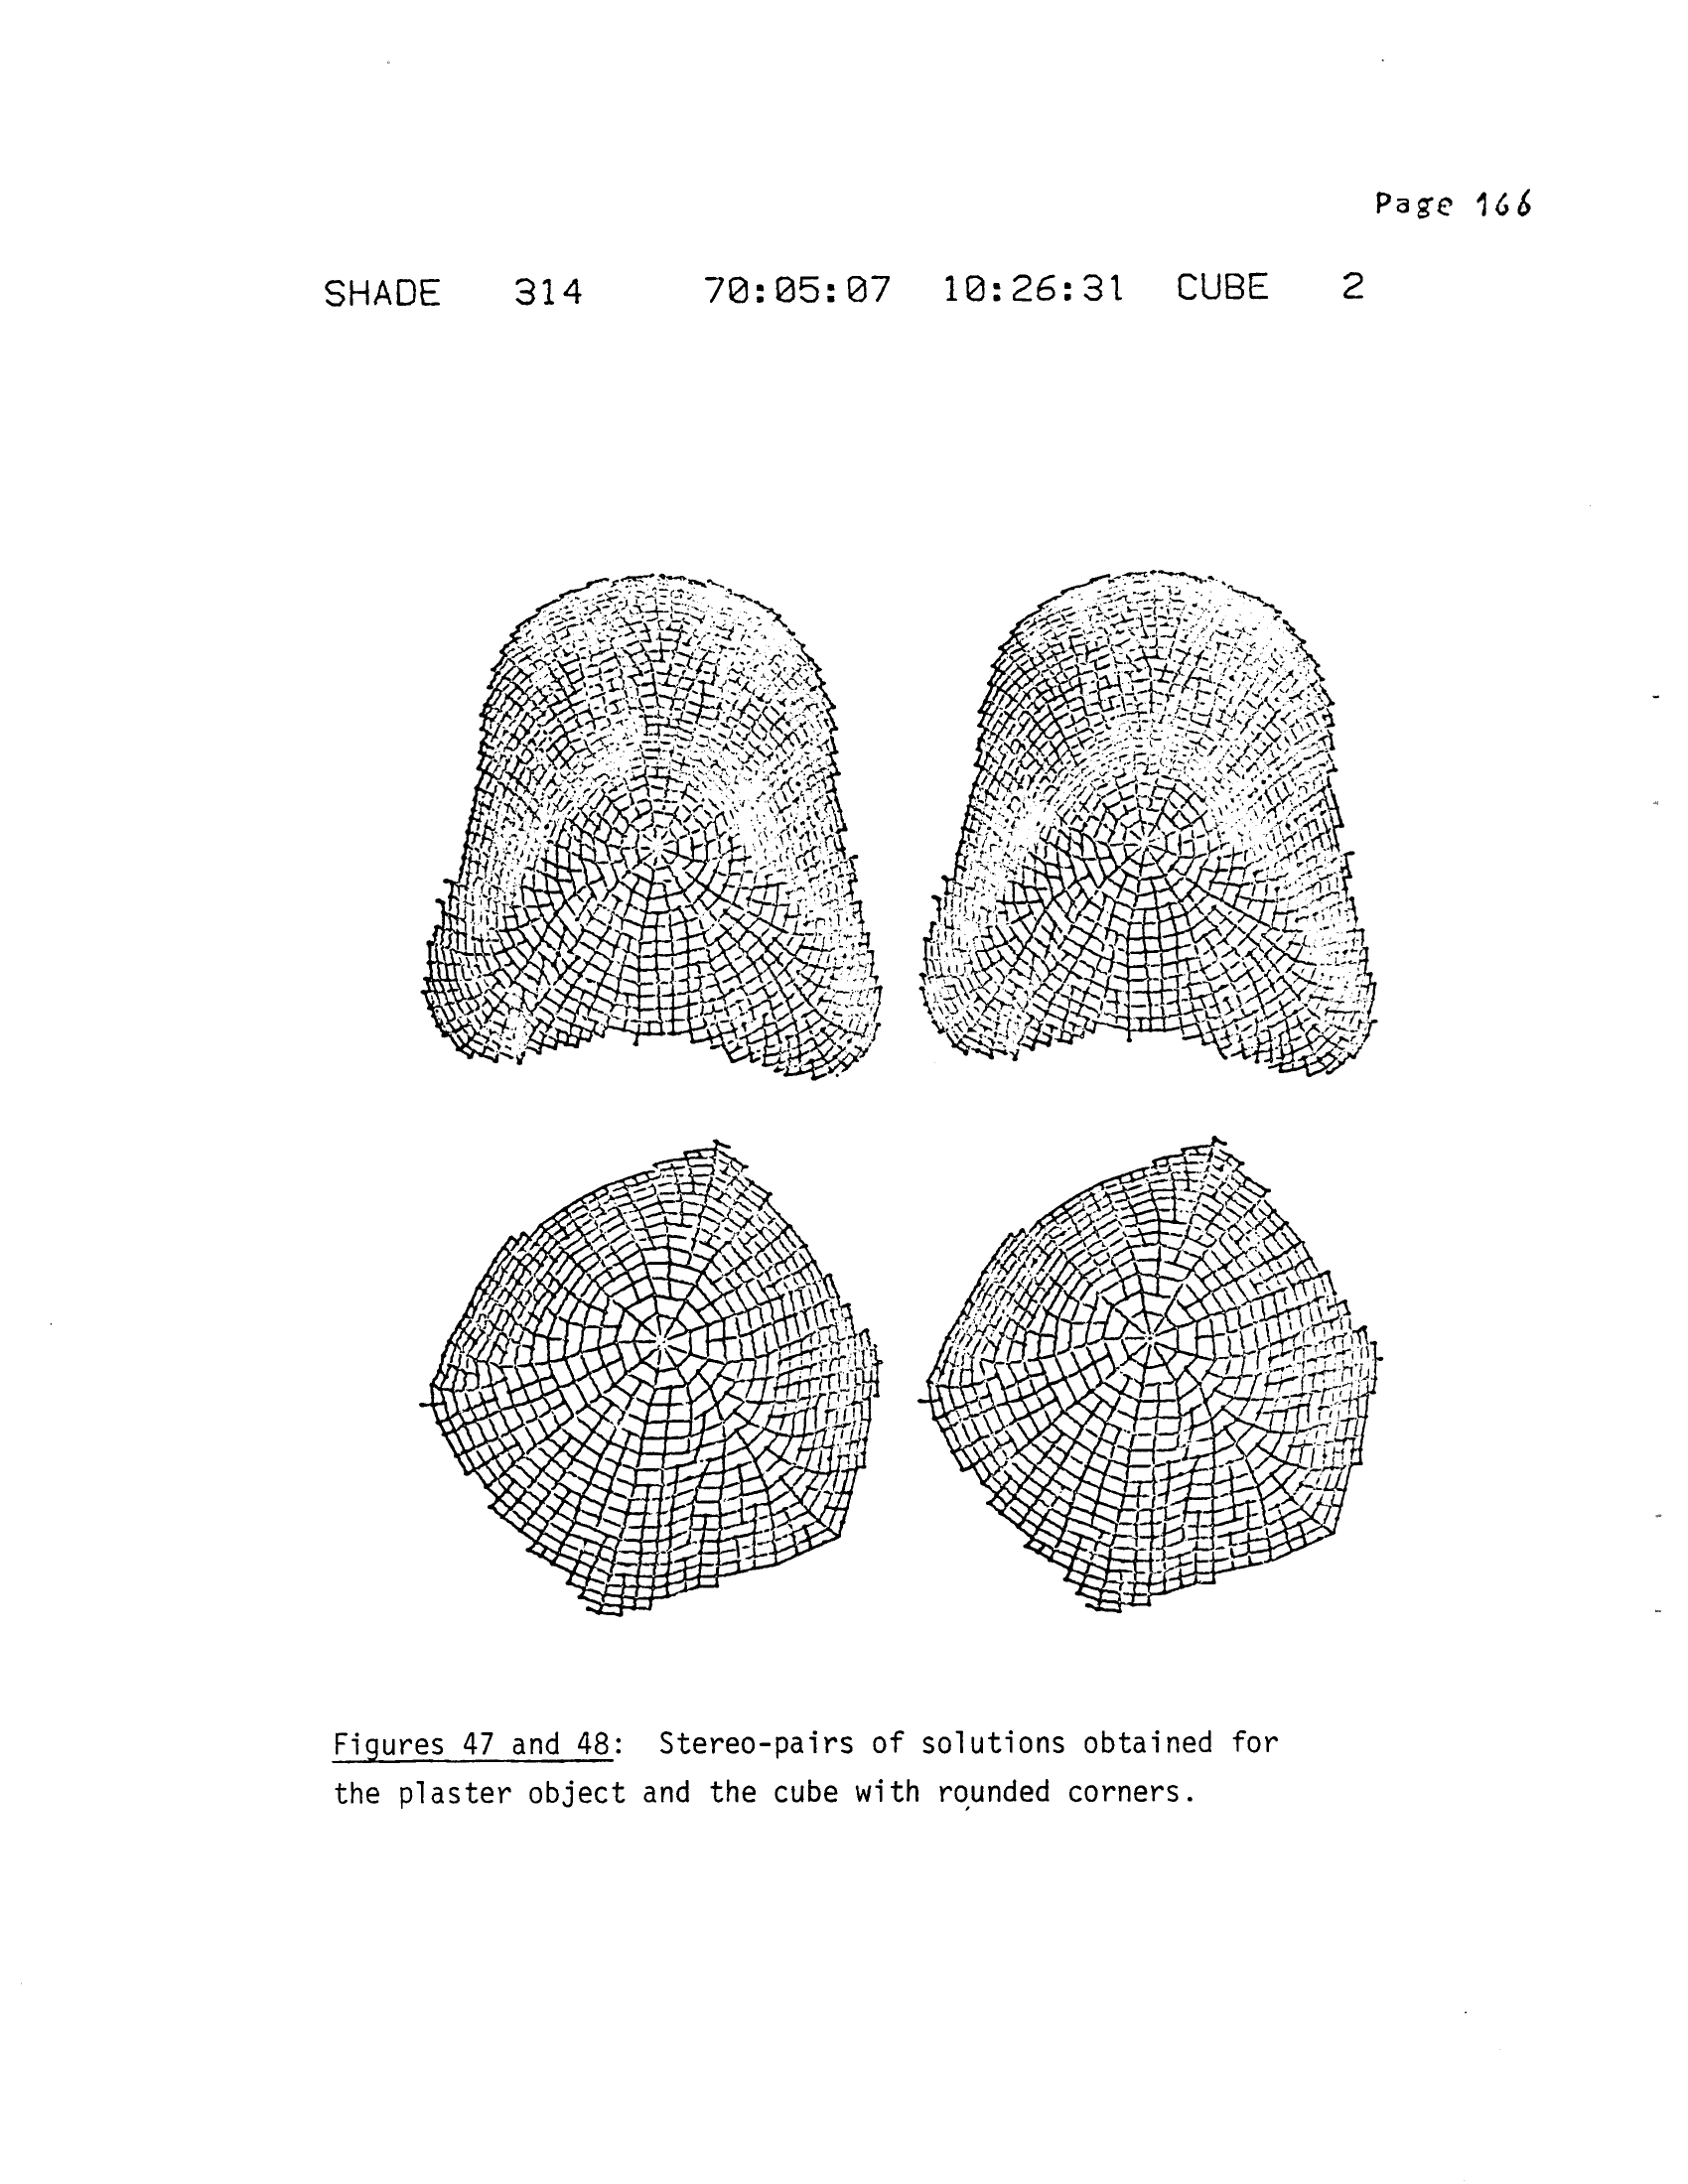 Page 166
SHADE 314 70:05:07 10:26:31 CUBE 2
Figures 47 and 48: Stereo-pairs of solutions obtained for
the plaster object and the cube with rounded corners.